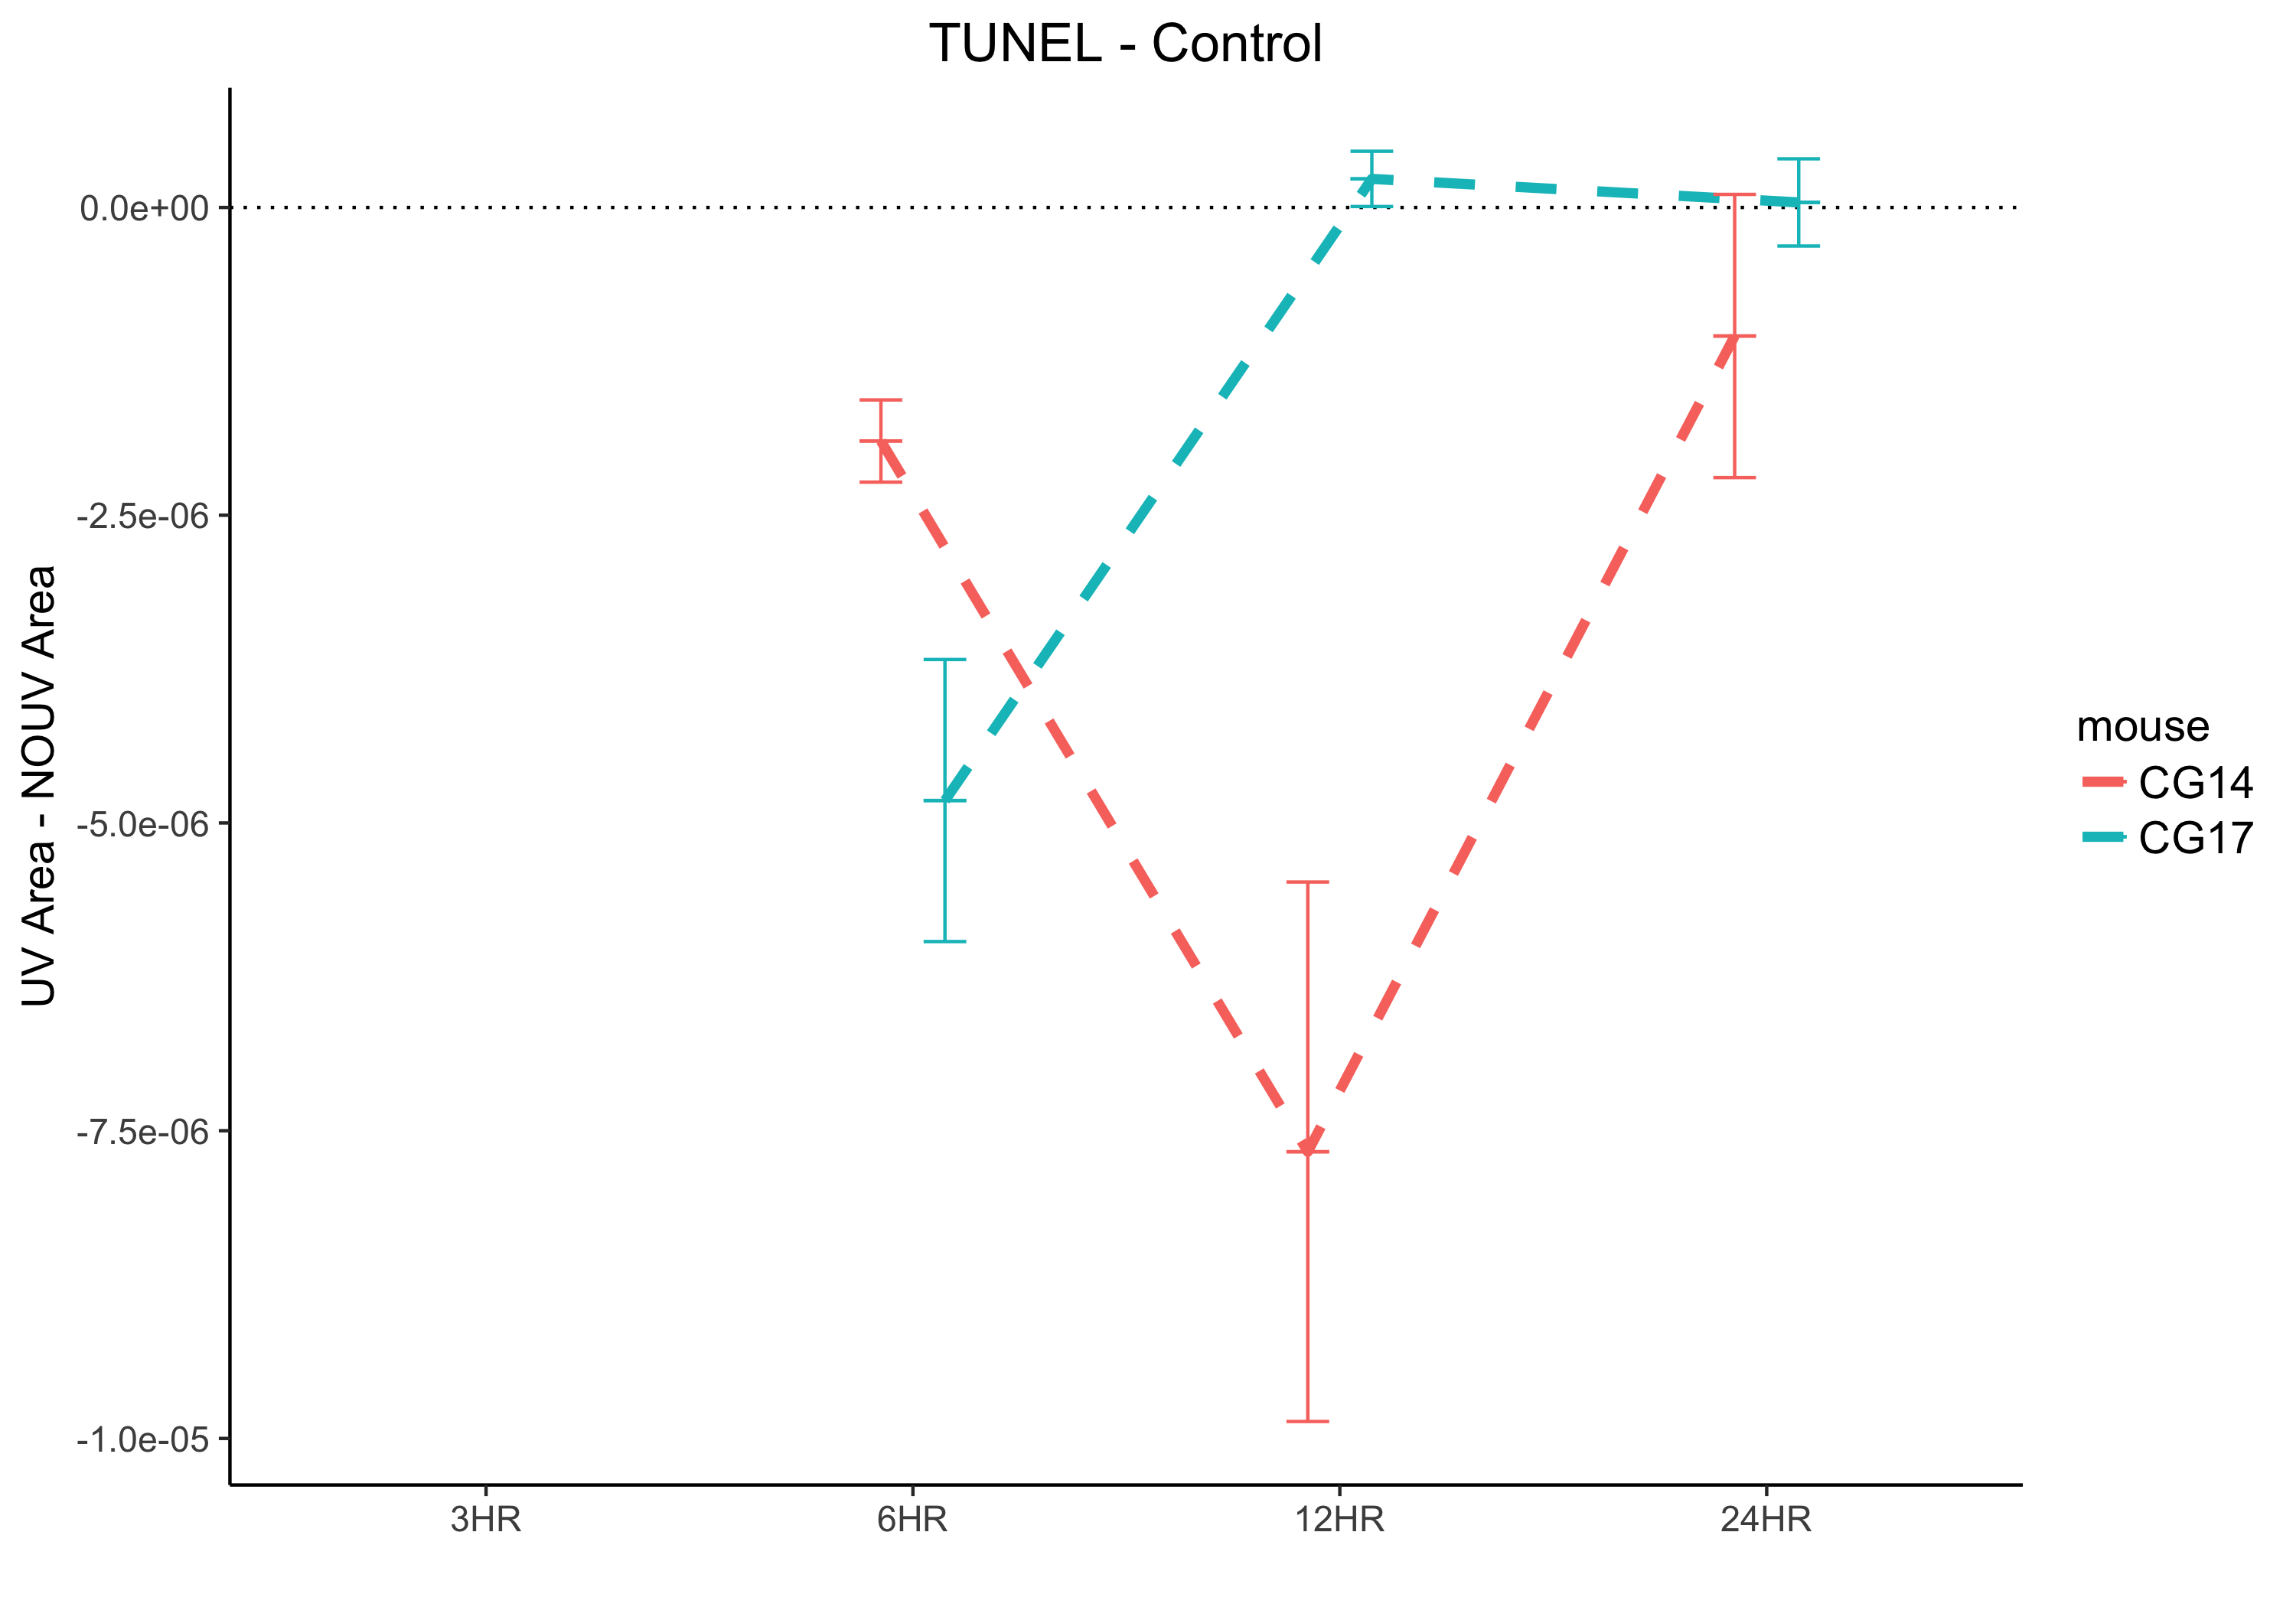 TUNEL - Control
UV Area - NOUV Area
0.0e+00
-2.5e-06
-5.0e-06
-7.5e-06
-1.0e-05
3HR
6HR
12HR
24HR
mouse
CG14
CG17